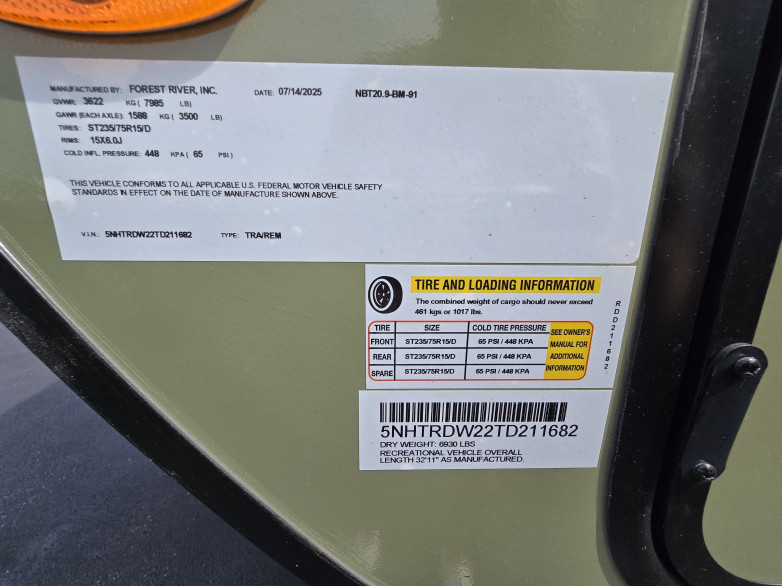 MANUFACTURED BY: FOREST RIVER, INC. DATE: 07/14/2025 NBT20.9-BM-91
GVWR: 3622 KG ( 7985 LB)
GAWR (EACH AXLE): 1588 KG ( 3500 LB)
TIRES: ST235/75R15/D
RIMS: 15X6.0J
COLD INFL. PRESSURE: 448 KPA ( 65 PSI )
THIS VEHICLE CONFORMS TO ALL APPLICABLE U.S. FEDERAL MOTOR VEHICLE SAFETY
STANDARDS IN EFFECT ON THE DATE OF MANUFACTURE SHOWN ABOVE.
V.I.N.: 5NHTRDW22TD211682 TYPE: TRA/REM
TIRE AND LOADING INFORMATION
The combined weight of cargo should never exceed
461 kgs or 1017 lbs.
TIRE SIZE COLD TIRE PRESSURE SEE OWNER'S
FRONT ST235/75R15/D 65 PSI / 448 KPA MANUAL FOR
REAR ST235/75R15/D 65 PSI / 448 KPA ADDITIONAL
SPARE ST235/75R15/D 65 PSI / 448 KPA INFORMATION
RDD211682
5NHTRDW22TD211682
DRY WEIGHT: 6930 LBS
RECREATIONAL VEHICLE OVERALL
LENGTH 32'11" AS MANUFACTURED.